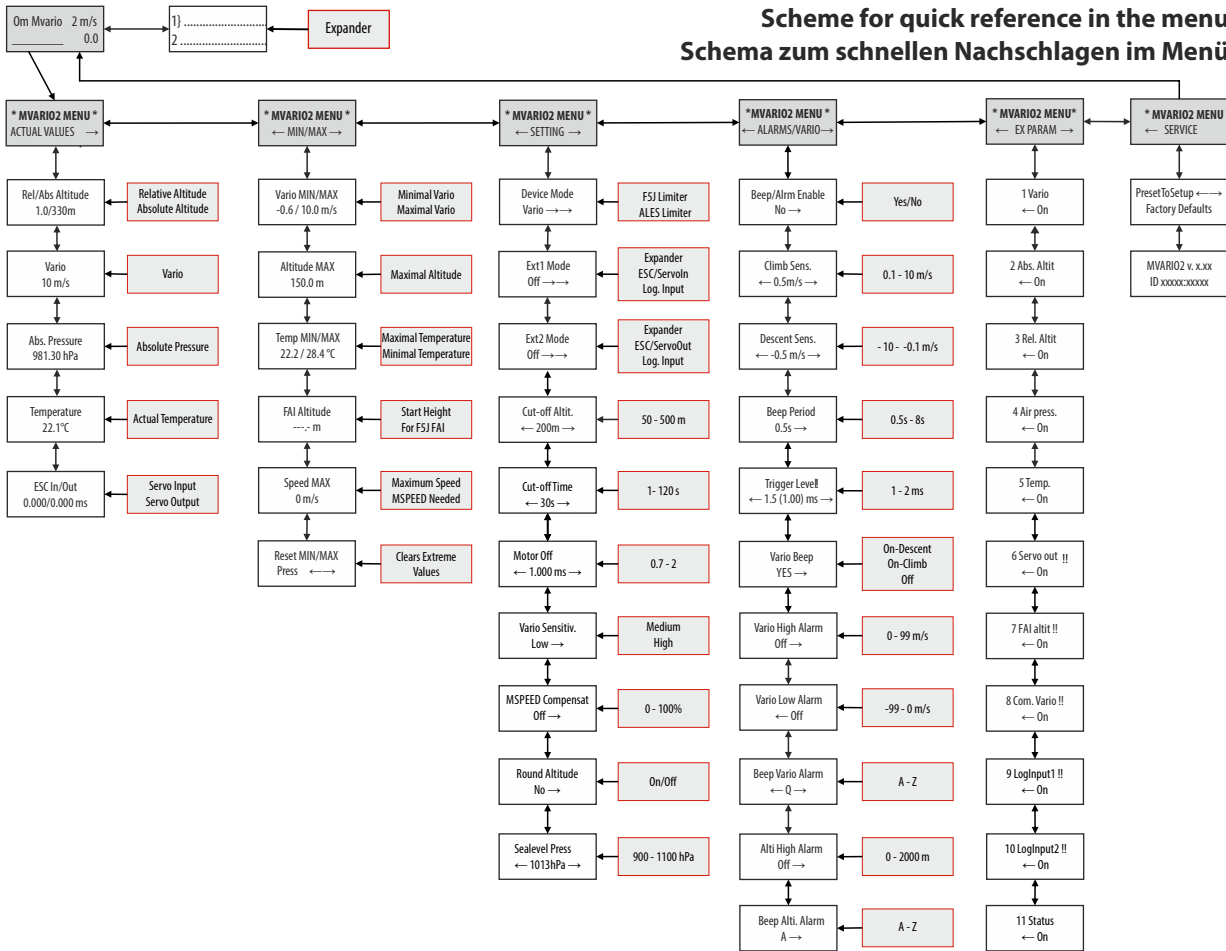 Scheme for quick reference in the menu
Schema zum schnellen Nachschlagen im Menü
Om Mvario 2 m/s
________ 0.0
1} ............................
2 ............................
Expander
* MVARIO2 MENU *
ACTUAL VALUES →
Rel/Abs Altitude
1.0/330m
Relative Altitude
Absolute Altitude
Vario
10 m/s
Vario
Abs. Pressure
981.30 hPa
Absolute Pressure
Temperature
22.1°C
Actual Temperature
ESC In/Out
0.000/0.000 ms
Servo Input
Servo Output
* MVARIO2 MENU *
← MIN/MAX →
Vario MIN/MAX
-0.6 / 10.0 m/s
Minimal Vario
Maximal Vario
Altitude MAX
150.0 m
Maximal Altitude
Temp MIN/MAX
22.2 / 28.4 °C
Maximal Temperature
Minimal Temperature
FAI Altitude
---.- m
Start Height
For F5J FAI
Speed MAX
0 m/s
Maximum Speed
MSPEED Needed
Reset MIN/MAX
Press ←→
Clears Extreme
Values
* MVARIO2 MENU *
← SETTING →
Device Mode
Vario →→
F5J Limiter
ALES Limiter
Ext1 Mode
Off →→
Expander
ESC/ServoIn
Log. Input
Ext2 Mode
Off →→
Expander
ESC/ServoOut
Log. Input
Cut-off Altit.
← 200m →
50 - 500 m
Cut-off Time
← 30s →
1- 120 s
Motor Off
← 1.000 ms →
0.7 - 2
Vario Sensitiv.
Low →
Medium
High
MSPEED Compensat
Off →
0 - 100%
Round Altitude
No →
On/Off
Sealevel Press
← 1013hPa →
900 - 1100 hPa
*MVARIO2 MENU *
← ALARMS/VARIO→
Beep/Alrm Enable
No →
Yes/No
Climb Sens.
← 0.5m/s →
0.1 - 10 m/s
Descent Sens.
← -0.5 m/s →
- 10 - -0.1 m/s
Beep Period
0.5s →
0.5s - 8s
Trigger Level!!
← 1.5 (1.00) ms →
1 - 2 ms
Vario Beep
YES →
On-Descent
On-Climb
Off
Vario High Alarm
Off →
0 - 99 m/s
Vario Low Alarm
← Off
-99 - 0 m/s
Beep Vario Alarm
← Q →
A - Z
Alti High Alarm
Off →
0 - 2000 m
Beep Alti. Alarm
A →
A - Z
* MVARIO2 MENU*
← EX PARAM →
1 Vario
← On
2 Abs. Altit
← On
3 Rel. Altit
← On
4 Air press.
← On
5 Temp.
← On
6 Servo out !!
← On
7 FAI altit !!
← On
8 Com. Vario !!
← On
9 LogInput1 !!
← On
10 LogInput2 !!
← On
11 Status
← On
* MVARIO2 MENU
← SERVICE
PresetToSetup ←→
Factory Defaults
MVARIO2 v. x.xx
ID xxxxx:xxxxx